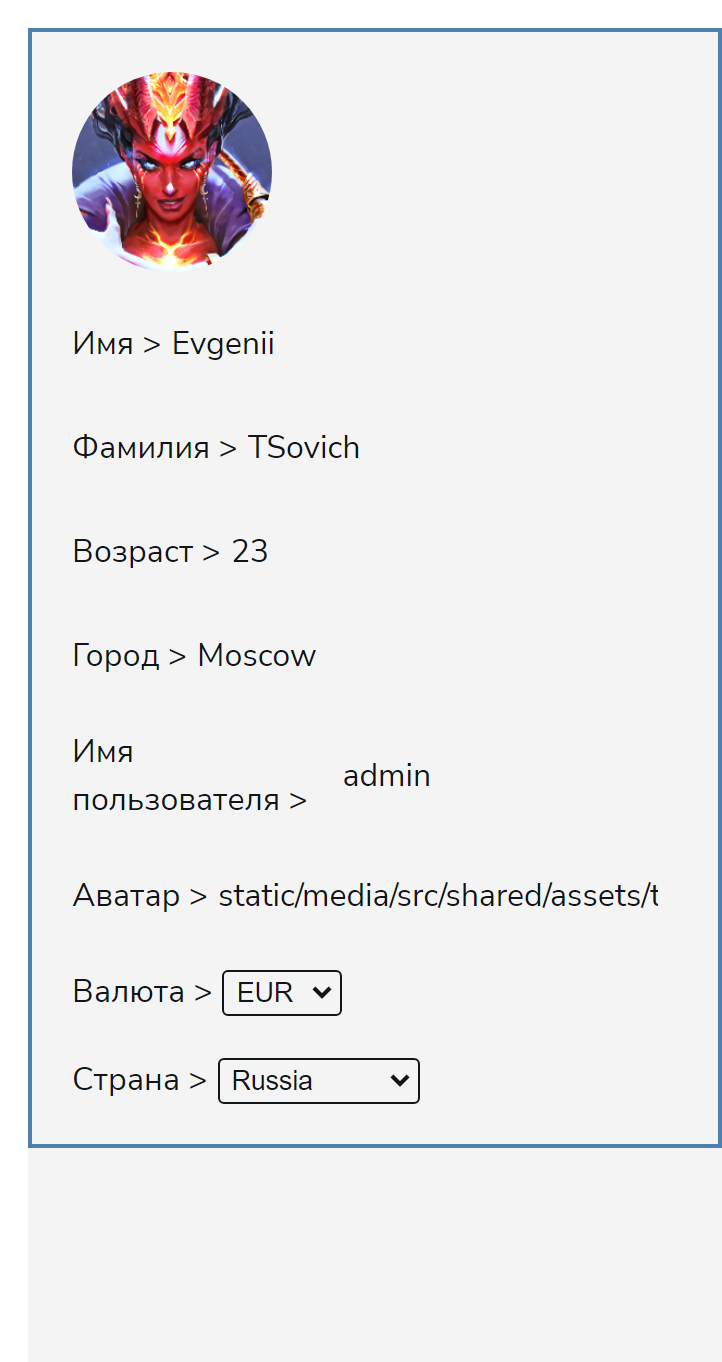 Имя > Evgenii
Фамилия > TSovich
Возраст > 23
Город > Moscow
Имя
пользователя > admin
Аватар > static/media/src/shared/assets/t
Валюта > EUR
Страна > Russia